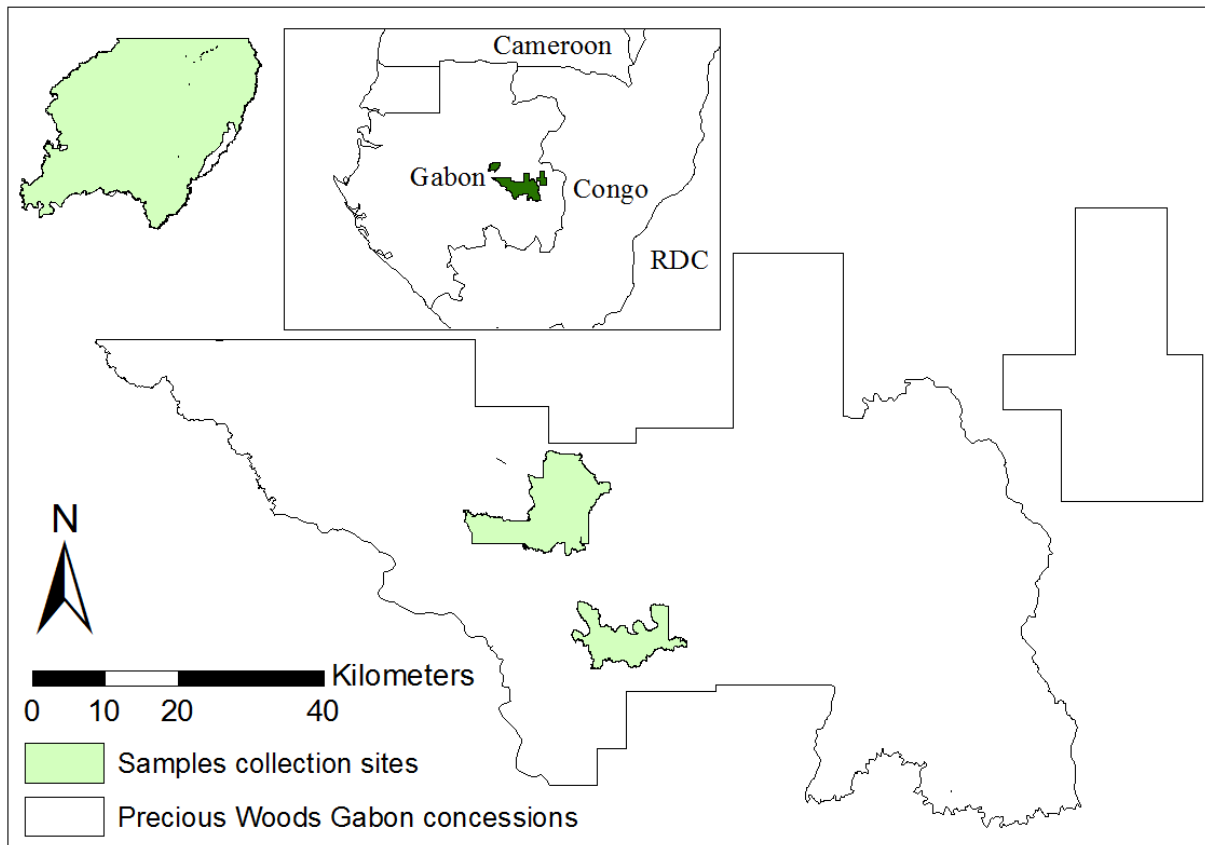 Cameroon
Gabon
Congo
RDC
N
Kilometers
0 10 20 40
Samples collection sites
Precious Woods Gabon concessions